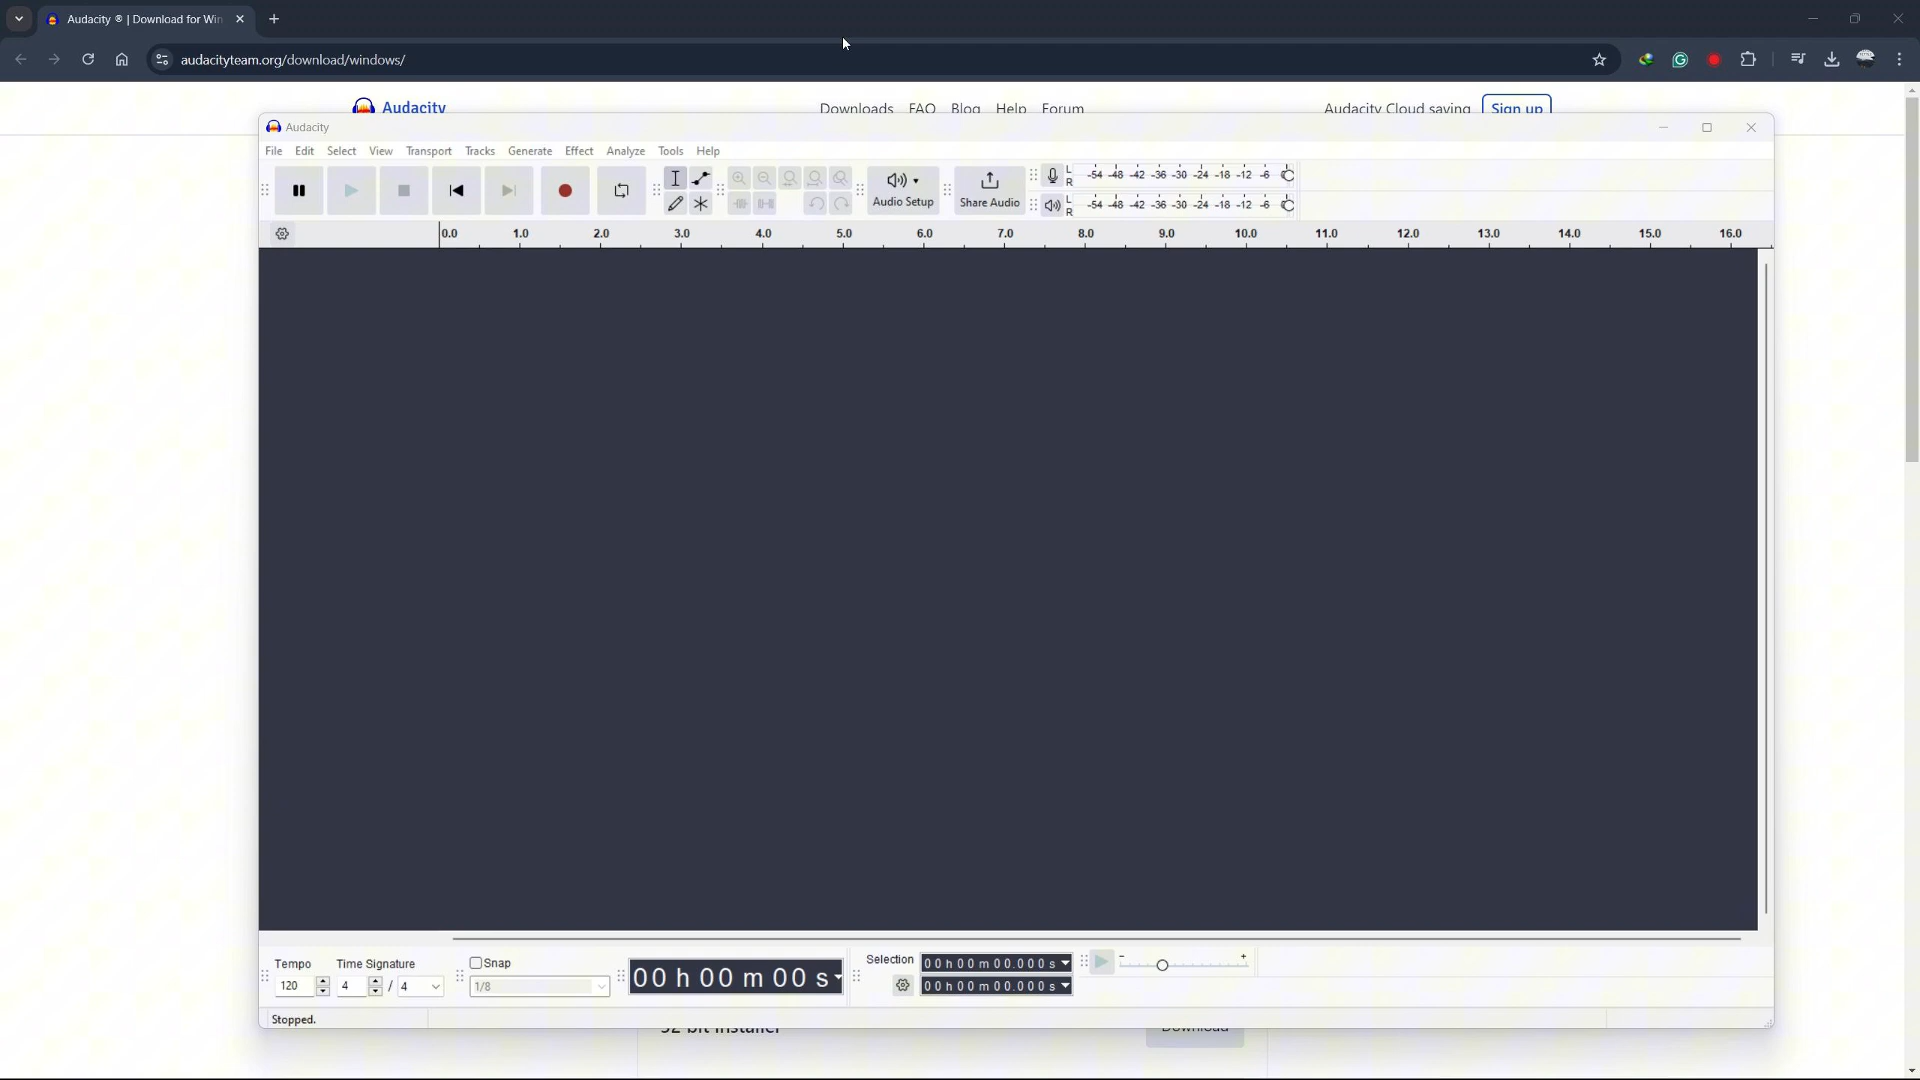 Audacity ® | Download for Win
audacityteam.org/download/windows/
Audacity
Downloads FAQ Blog Help Forum
Audacity Cloud saving Sign up
Audacity
File Edit Select View Transport Tracks Generate Effect Analyze Tools Help
Audio Setup
Share Audio
L
R
-54 -48 -42 -36 -30 -24 -18 -12 -6 0
L
R
-54 -48 -42 -36 -30 -24 -18 -12 -6 0
0.0 1.0 2.0 3.0 4.0 5.0 6.0 7.0 8.0 9.0 10.0 11.0 12.0 13.0 14.0 15.0 16.0
Tempo
120
Time Signature
4 / 4
Snap
1/8
00 h 00 m 00 s
Selection
00 h 00 m 00.000 s
00 h 00 m 00.000 s
- +
Stopped.
32 bit installer
Download